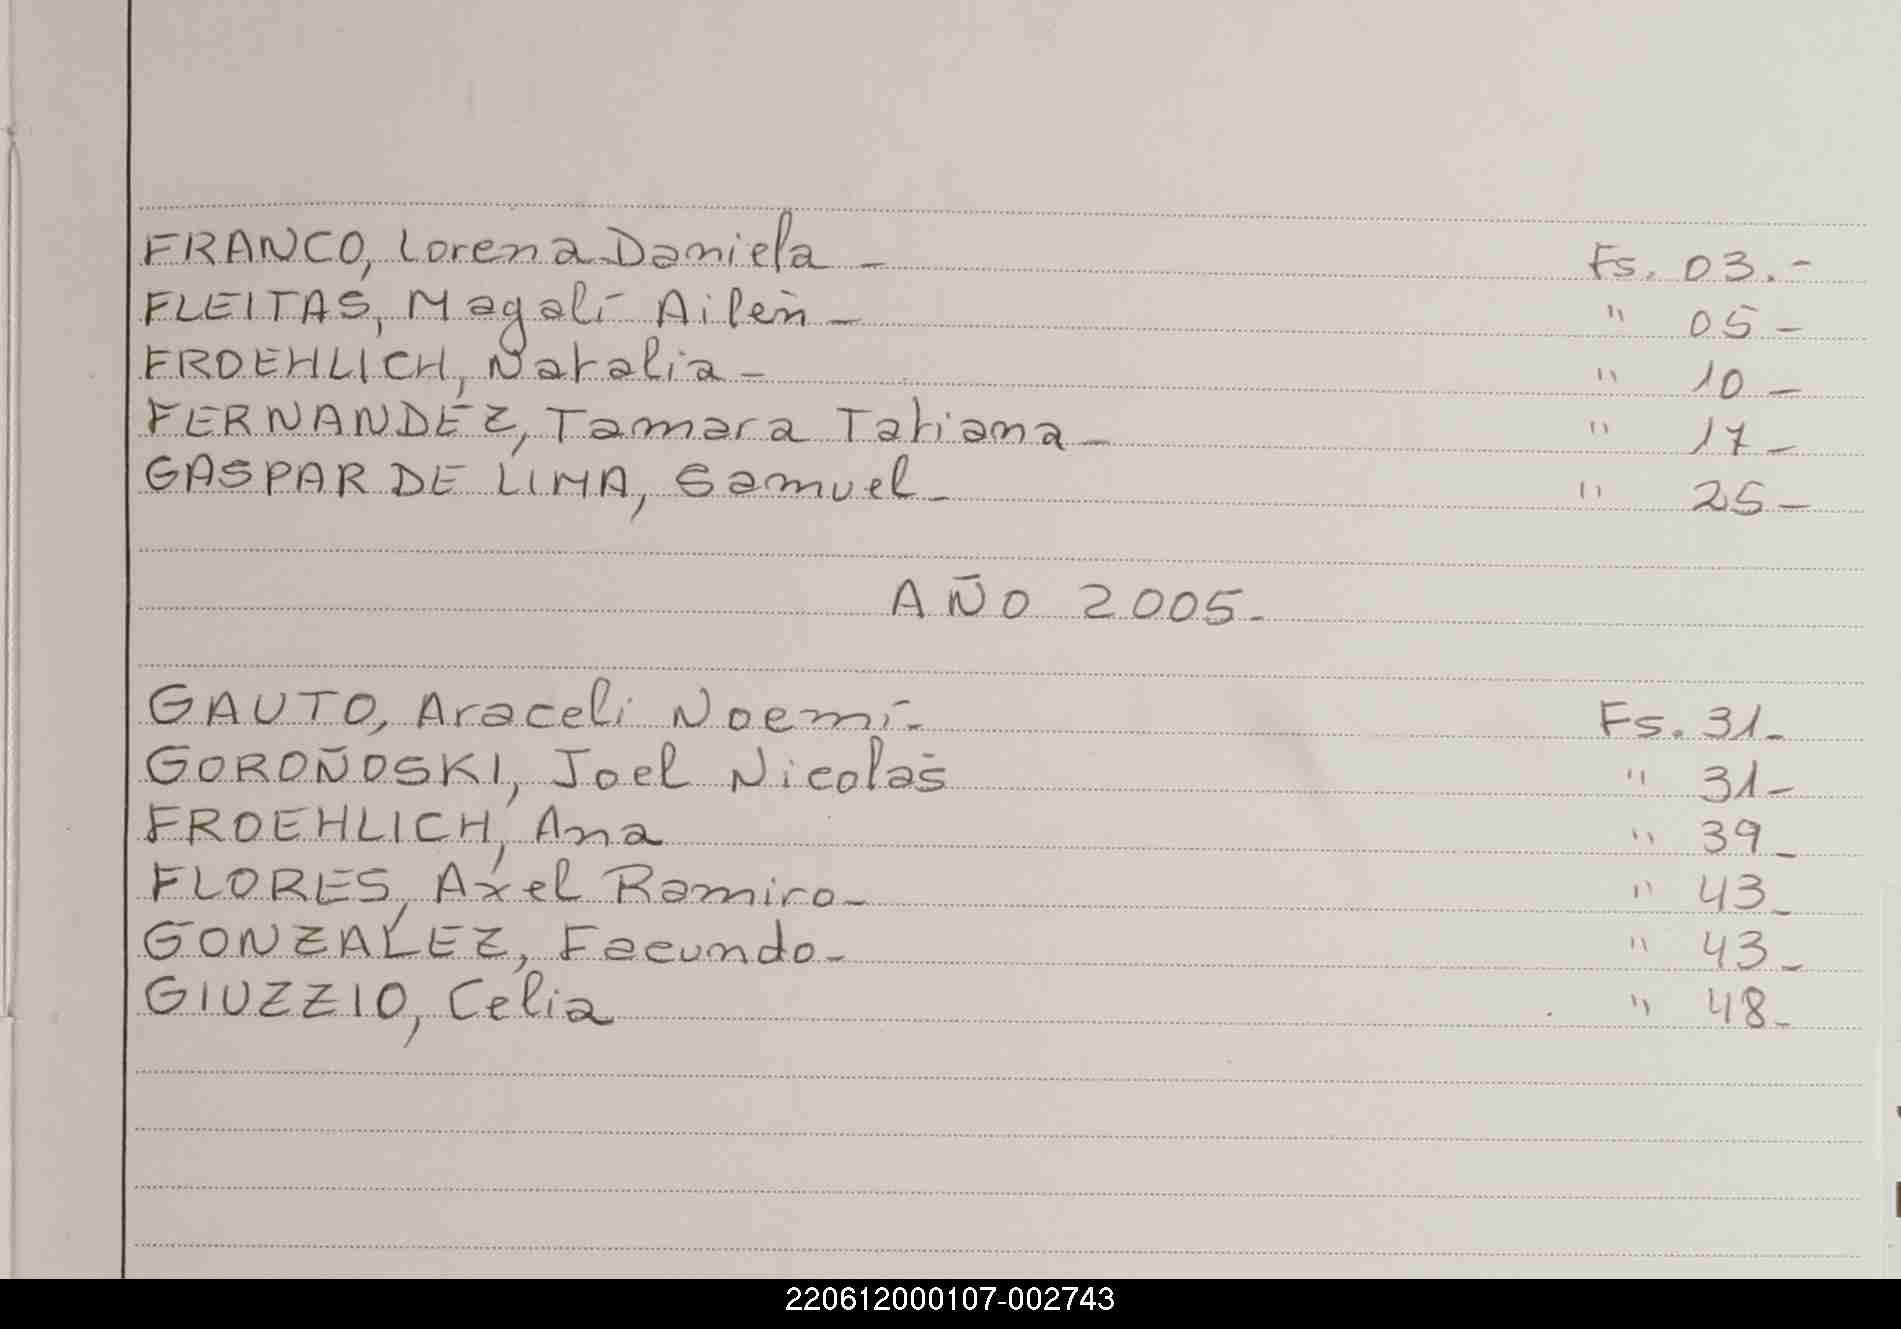 FRANCO, Lorena Daniela - Fs. 03.-
FLEITAS, Magalí Ailén - " 05 -
FROEHLICH, Natalia - " 10 -
FERNANDEZ, Tamara Tatiana - " 17 -
GASPAR DE LIMA, Samuel - " 25 -
AÑO 2005.-
GAUTO, Araceli Noemí.- Fs. 31.-
GOROÑOSKI, Joel Nicolás " 31 -
FROEHLICH, Ana " 39 -
FLORES, Axel Ramiro - " 43 -
GONZALEZ, Facundo - " 43 -
GIUZZIO, Celia " 48 -
220612000107-002743